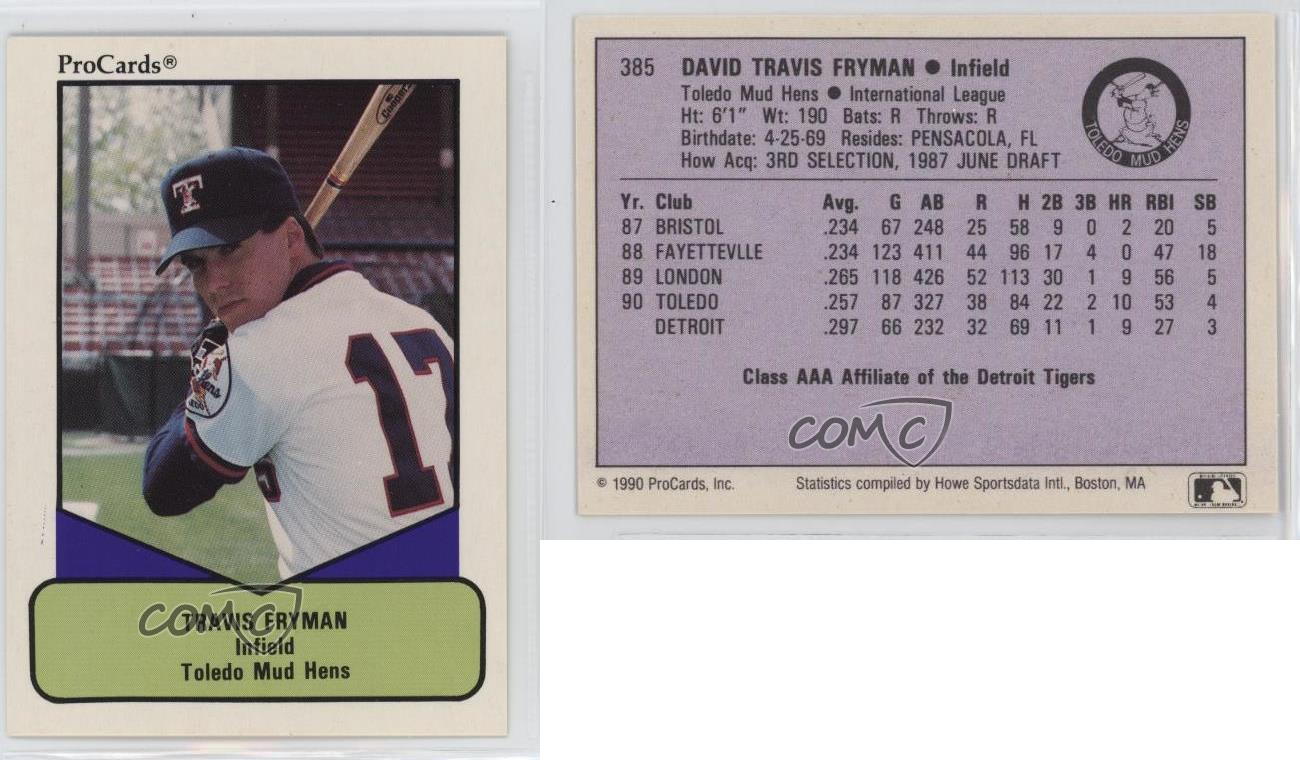 ProCards®
T
Cooper
17
TRAVIS FRYMAN
Infield
Toledo Mud Hens
COMC
385 DAVID TRAVIS FRYMAN ● Infield
Toledo Mud Hens ● International League
Ht: 6'1" Wt: 190 Bats: R Throws: R
Birthdate: 4-25-69 Resides: PENSACOLA, FL
How Acq: 3RD SELECTION, 1987 JUNE DRAFT
TOLEDO MUD HENS
Yr. Club Avg. G AB R H 2B 3B HR RBI SB
87 BRISTOL .234 67 248 25 58 9 0 2 20 5
88 FAYETTEVLLE .234 123 411 44 96 17 4 0 47 18
89 LONDON .265 118 426 52 113 30 1 9 56 5
90 TOLEDO .257 87 327 38 84 22 2 10 53 4
DETROIT .297 66 232 32 69 11 1 9 27 3
Class AAA Affiliate of the Detroit Tigers
COMC
© 1990 ProCards, Inc. Statistics compiled by Howe Sportsdata Intl., Boston, MA